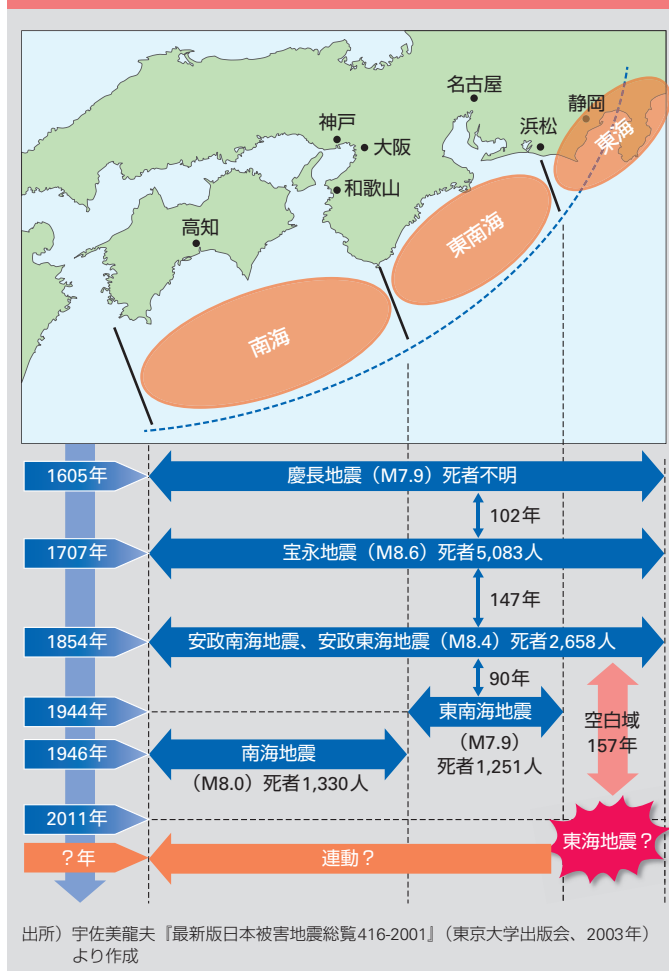 名古屋
静岡
神戸
浜松
東海
大阪
和歌山
東南海
高知
南海
1605年
慶長地震（M7.9）死者不明
102年
1707年
宝永地震（M8.6）死者5,083人
147年
1854年
安政南海地震、安政東海地震（M8.4）死者2,658人
90年
1944年
東南海地震
（M7.9）
死者1,251人
空白域
157年
1946年
南海地震
（M8.0）死者1,330人
2011年
東海地震？
？年
連動？
出所）宇佐美龍夫『最新版日本被害地震総覧416-2001』（東京大学出版会、2003年）
より作成